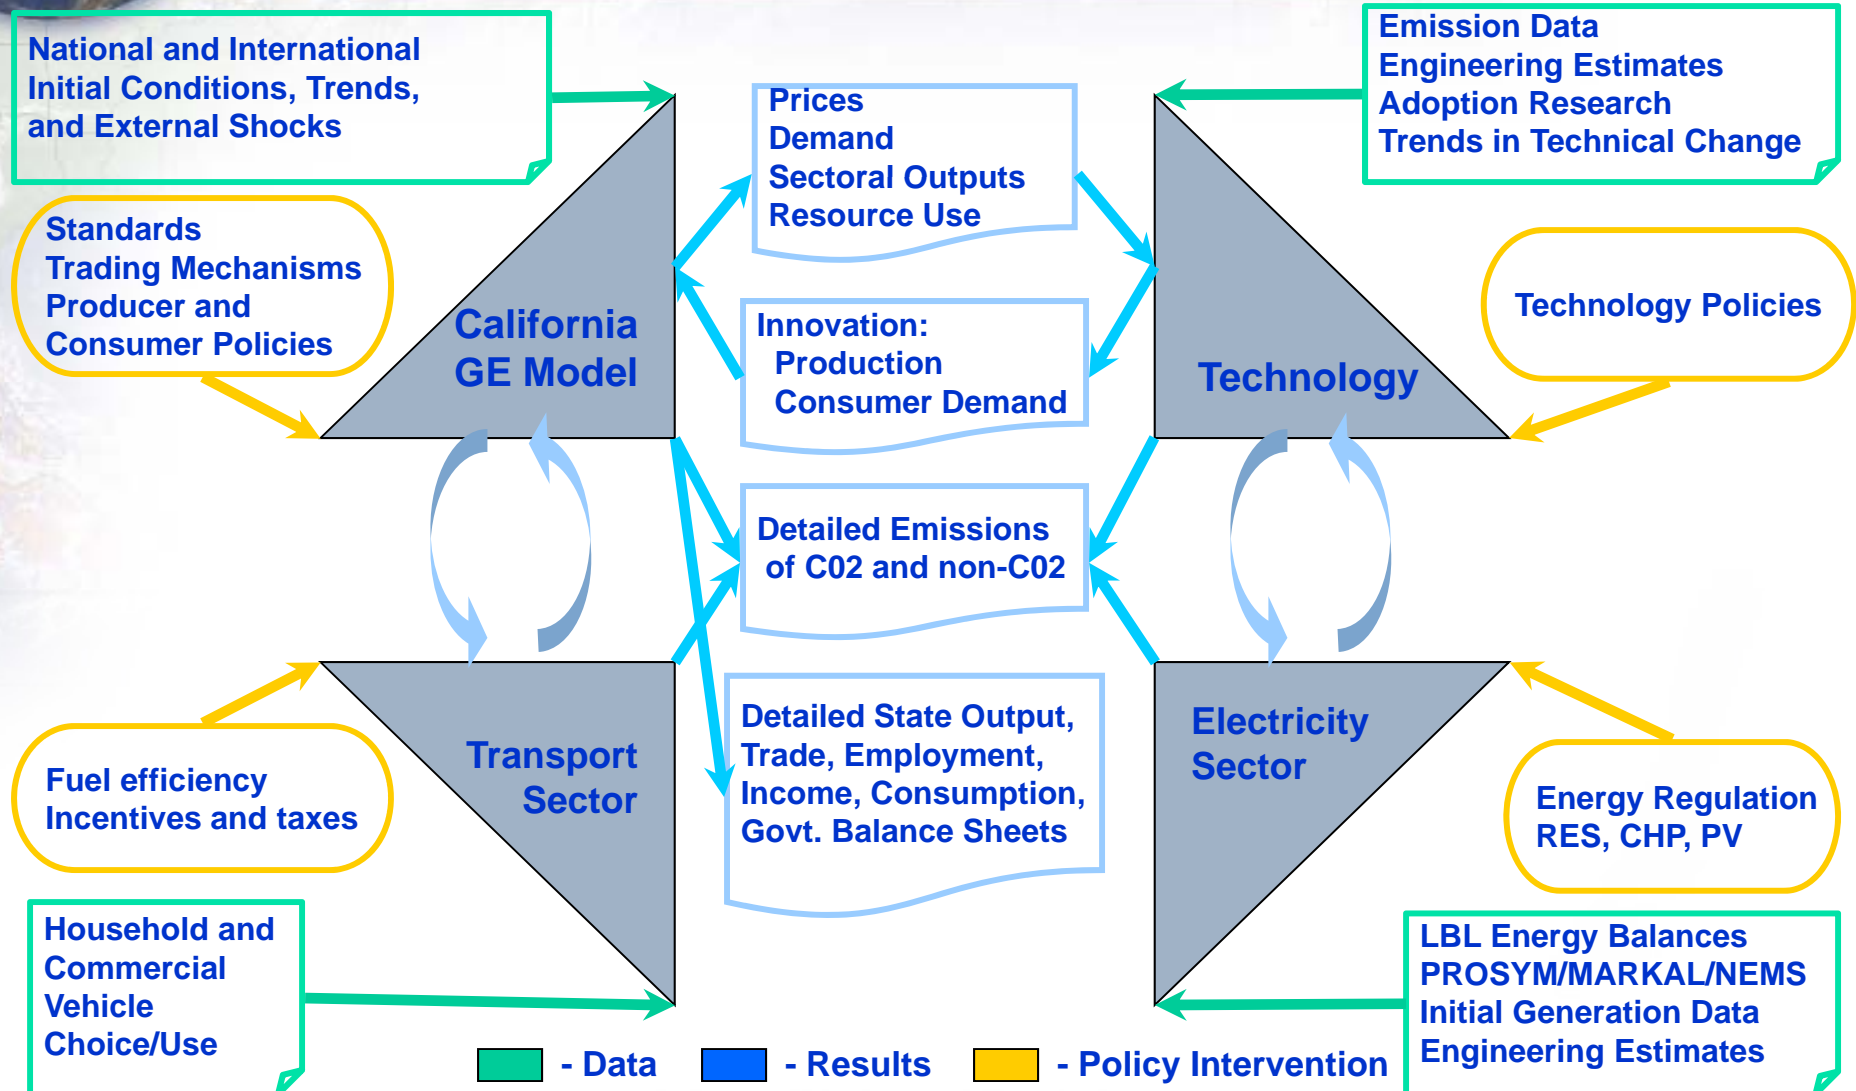 National and International
Initial Conditions, Trends,
and External Shocks
Emission Data
Engineering Estimates
Adoption Research
Trends in Technical Change
Prices
Demand
Sectoral Outputs
Resource Use
Standards
Trading Mechanisms
Producer and
Consumer Policies
California
GE Model
Innovation:
Production
Consumer Demand
Technology
Technology Policies
Detailed Emissions
of C02 and non-C02
Transport
Sector
Detailed State Output,
Trade, Employment,
Income, Consumption,
Govt. Balance Sheets
Electricity
Sector
Fuel efficiency
Incentives and taxes
Energy Regulation
RES, CHP, PV
Household and
Commercial
Vehicle
Choice/Use
LBL Energy Balances
PROSYM/MARKAL/NEMS
Initial Generation Data
Engineering Estimates
- Data - Results - Policy Intervention